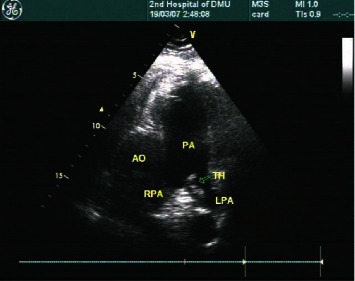 2nd Hospital of DMU M3S MI 1.0
19/03/07 2:48:08 card TIs 0.9
V
5
10
PA
AO
15
TH
RPA
LPA